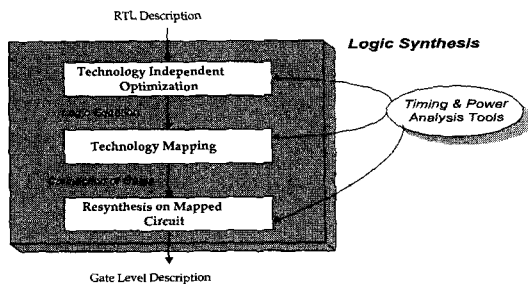 RTL Description
Logic Synthesis
Technology Independent
Optimization
Timing & Power
Analysis Tools
Technology Mapping
Resynthesis on Mapped
Circuit
Gate Level Description